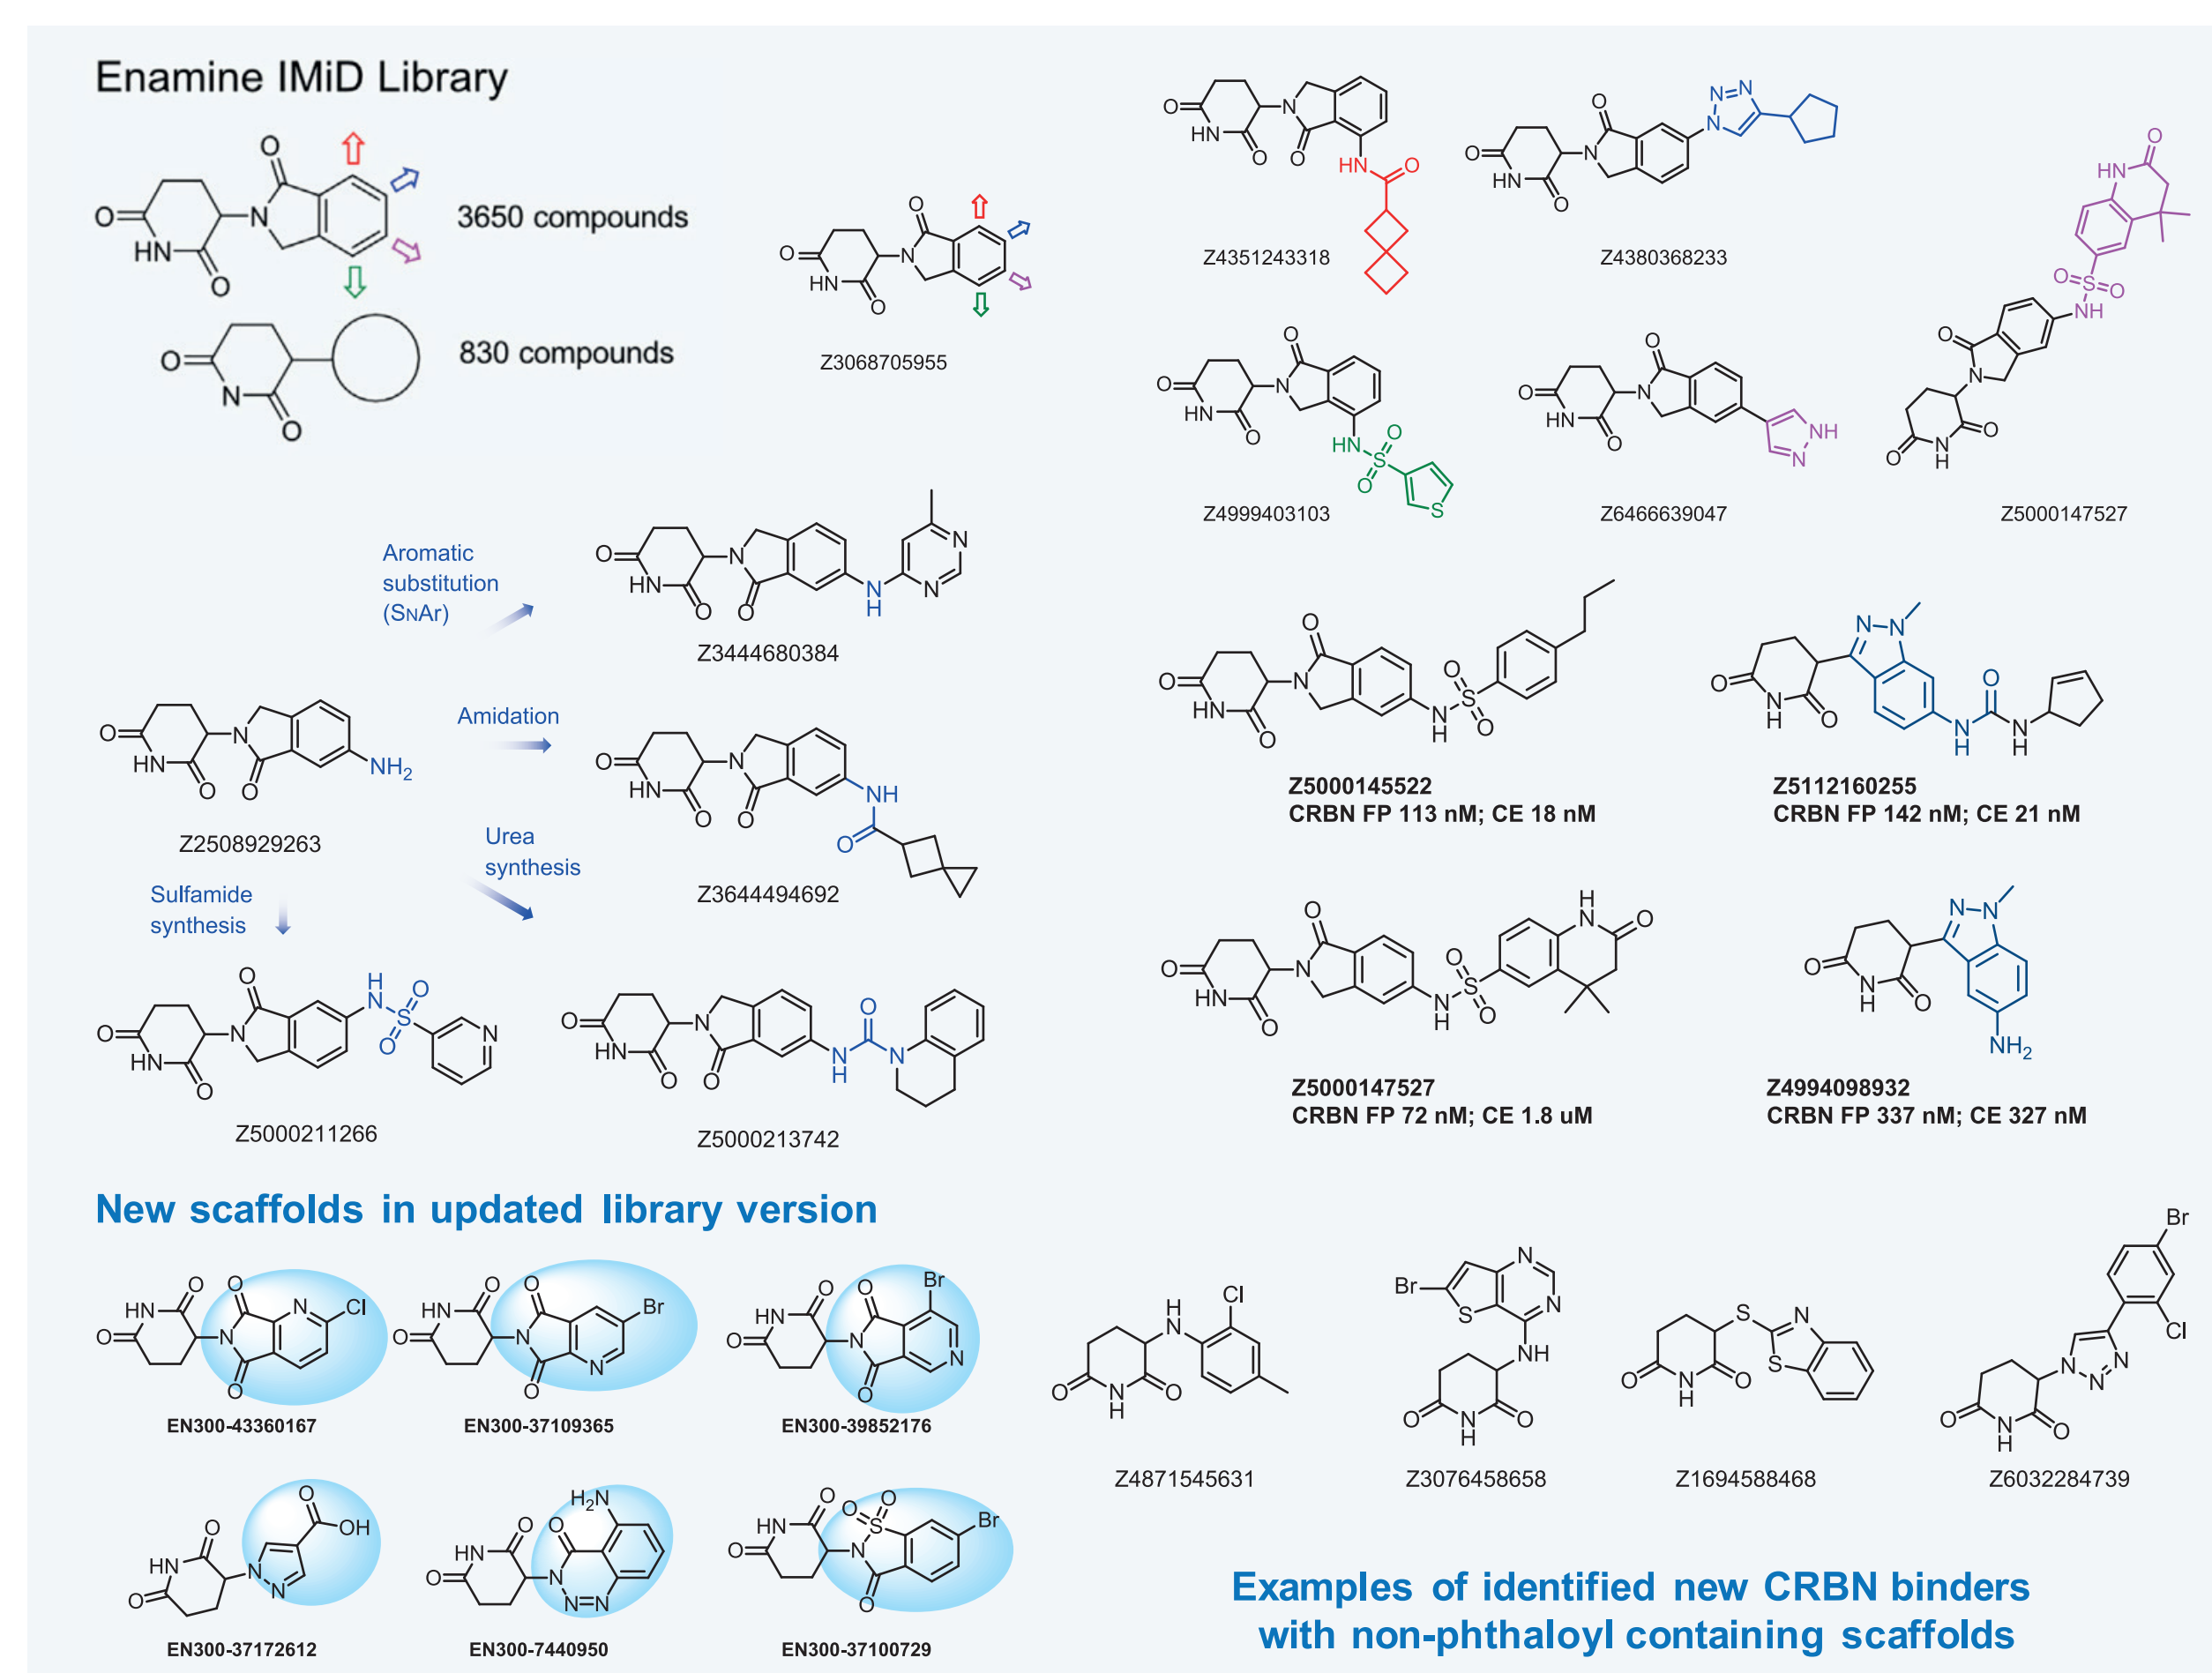 Enamine IMiD Library
3650 compounds
830 compounds
Z3068705955
Z4351243318
Z4380368233
Z4999403103
Z6466639047
Z5000147527
Aromatic
substitution
(SNAr)
Z3444680384
Amidation
Z2508929263
Urea
synthesis
Z3644494692
Sulfamide
synthesis
Z5000211266
Z5000213742
Z5000145522
CRBN FP 113 nM; CE 18 nM
Z5112160255
CRBN FP 142 nM; CE 21 nM
Z5000147527
CRBN FP 72 nM; CE 1.8 uM
Z4994098932
CRBN FP 337 nM; CE 327 nM
New scaffolds in updated library version
EN300-43360167
EN300-37109365
EN300-39852176
EN300-37172612
EN300-7440950
EN300-37100729
Z4871545631
Z3076458658
Z1694588468
Z6032284739
Examples of identified new CRBN binders
with non-phthaloyl containing scaffolds